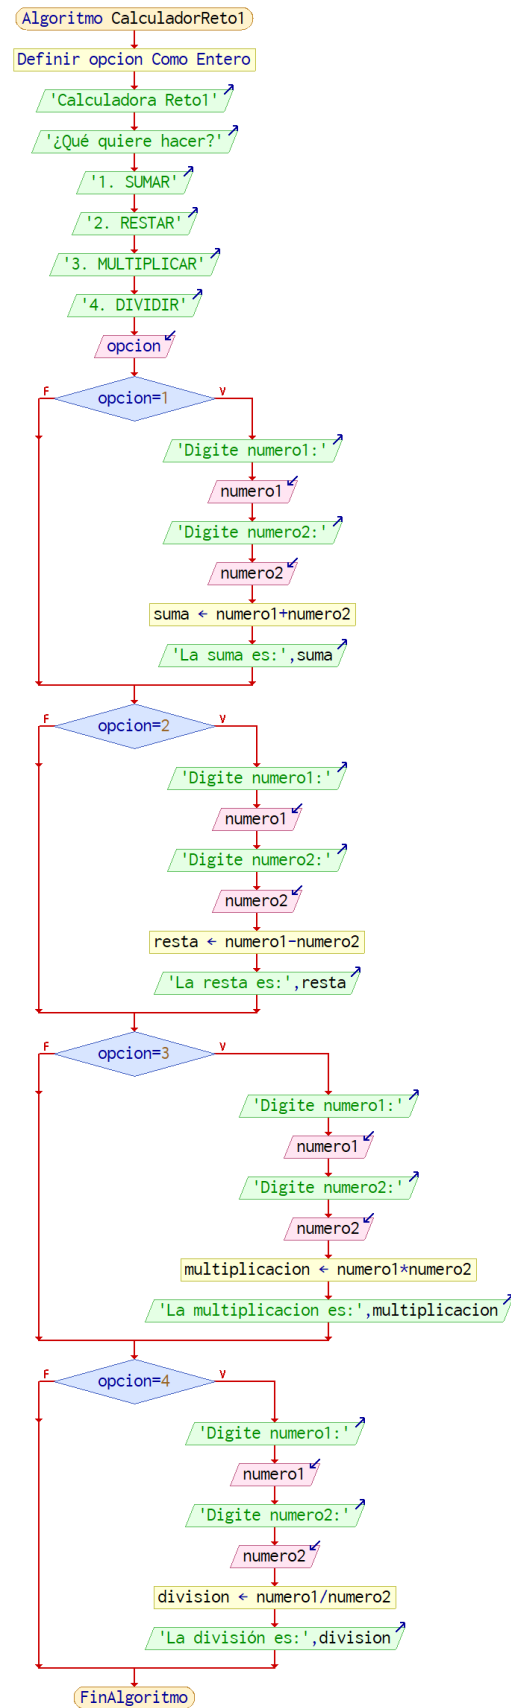 Algoritmo CalculadorReto1
Definir opcion Como Entero
'Calculadora Reto1'
'¿Qué quiere hacer?'
'1. SUMAR'
'2. RESTAR'
'3. MULTIPLICAR'
'4. DIVIDIR'
opcion
F opcion=1 V
'Digite numero1:'
numero1
'Digite numero2:'
numero2
suma ← numero1+numero2
'La suma es:',suma
F opcion=2 V
'Digite numero1:'
numero1
'Digite numero2:'
numero2
resta ← numero1-numero2
'La resta es:',resta
F opcion=3 V
'Digite numero1:'
numero1
'Digite numero2:'
numero2
multiplicacion ← numero1*numero2
'La multiplicacion es:',multiplicacion
F opcion=4 V
'Digite numero1:'
numero1
'Digite numero2:'
numero2
division ← numero1/numero2
'La división es:',division
FinAlgoritmo